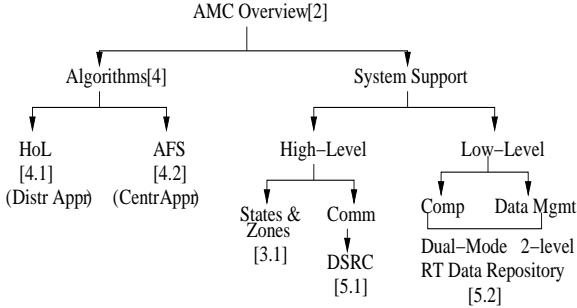 AMC Overview[2]
Algorithms[4]
System Support
HoL
[4.1]
(Distr Appr)
AFS
[4.2]
(CentrAppr)
High-Level
Low-Level
States &
Zones
[3.1]
Comm
DSRC
[5.1]
Comp
Data Mgmt
Dual-Mode 2-level
RT Data Repository
[5.2]